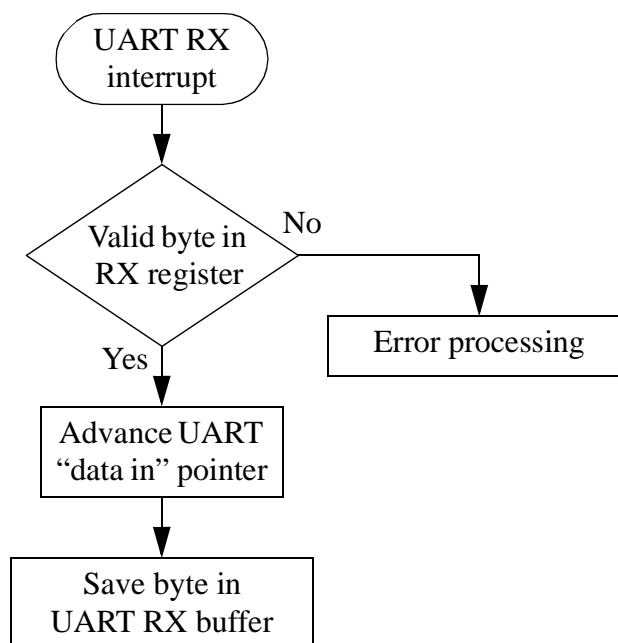 UART RX
interrupt
Valid byte in
RX register
No
Yes
Error processing
Advance UART
“data in” pointer
Save byte in
UART RX buffer